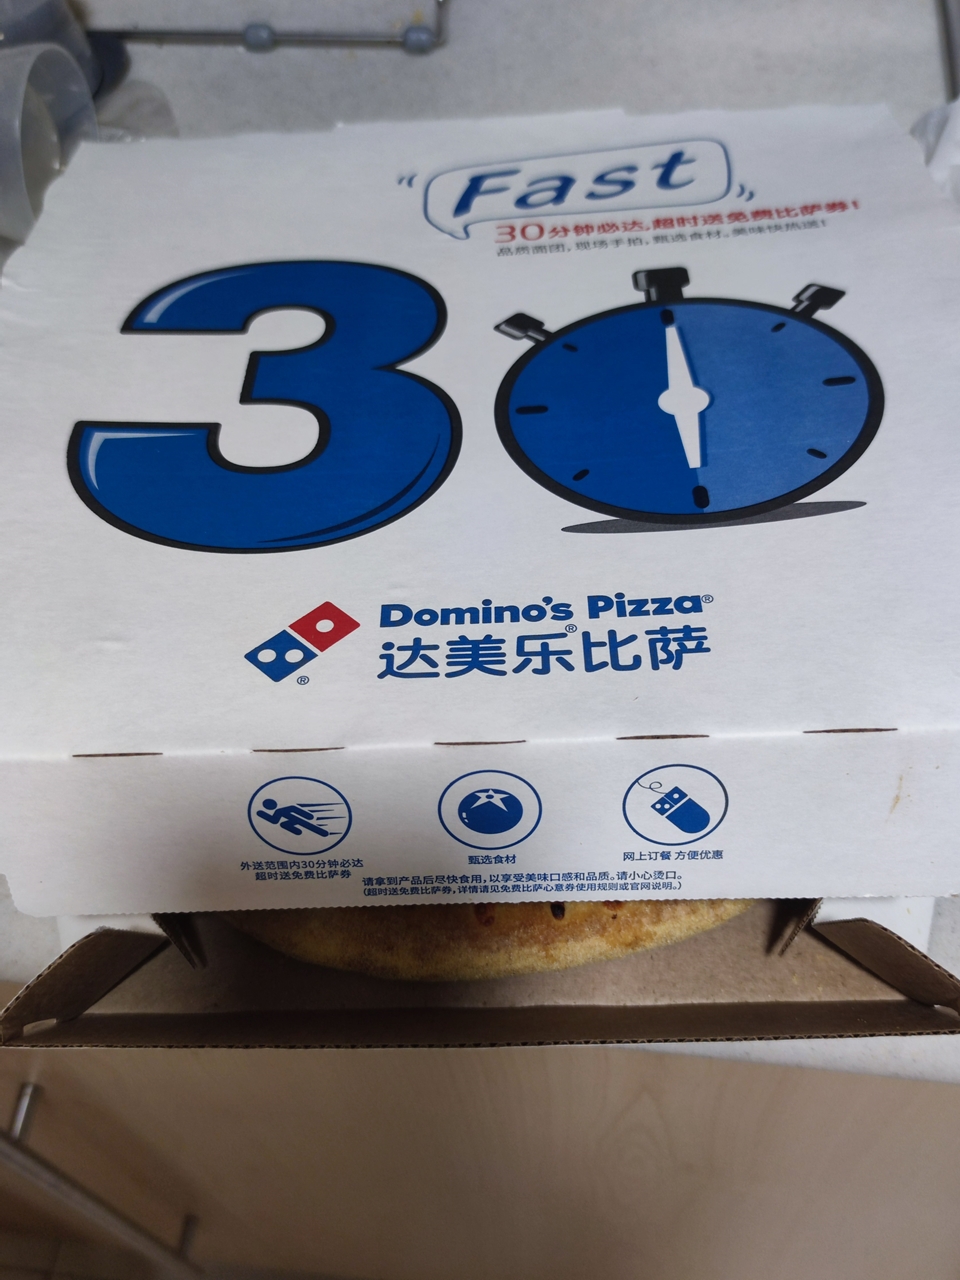 “Fast”
30分钟必达,超时送免费比萨券!
品质面团, 现场手拍, 甄选食材, 美味快热送!
30
Domino's Pizza®
达美乐®比萨
®
外送范围内30分钟必达
超时送免费比萨券
甄选食材
网上订餐 方便优惠
请拿到产品后尽快食用,以享受美味口感和品质。请小心烫口。
(超时送免费比萨券,详情请见免费比萨心意券使用规则或官网说明。)